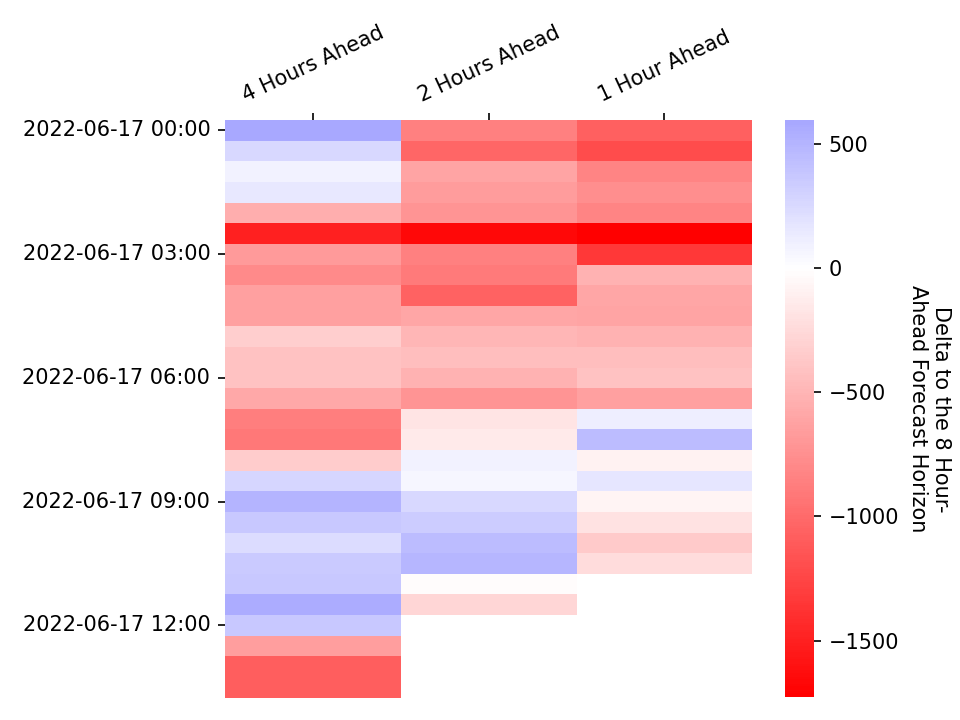 4 Hours Ahead
2 Hours Ahead
1 Hour Ahead
2022-06-17 00:00
2022-06-17 03:00
2022-06-17 06:00
2022-06-17 09:00
2022-06-17 12:00
500
0
−500
−1000
−1500
Delta to the 8 Hour-
Ahead Forecast Horizon